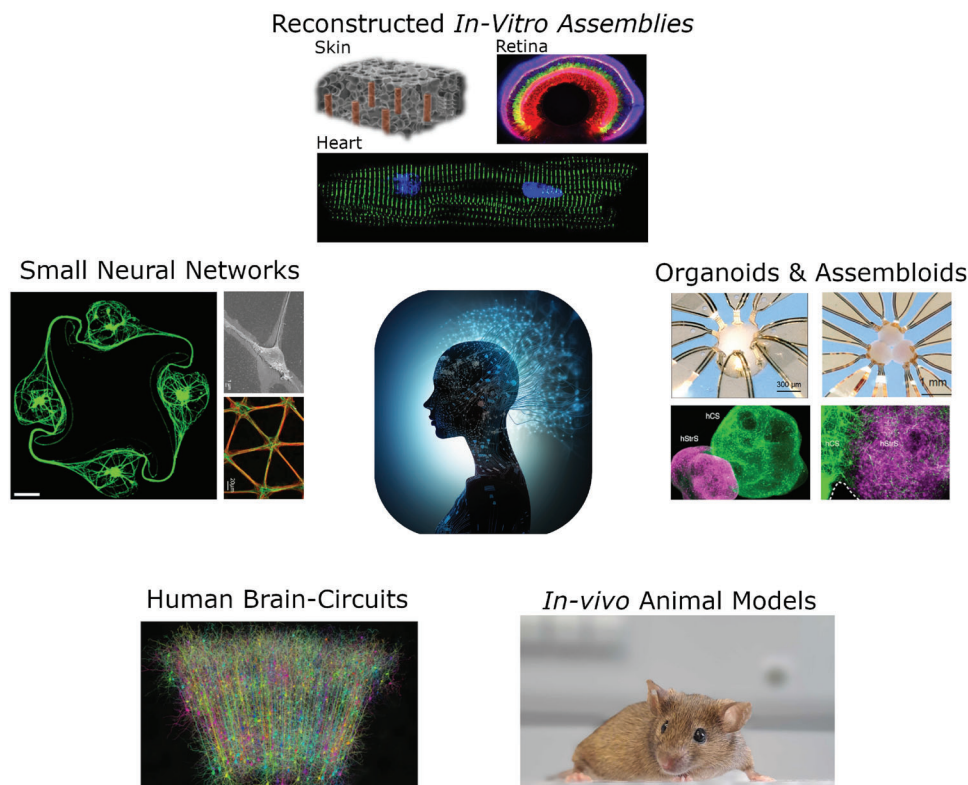 Reconstructed In-Vitro Assemblies
Skin
Retina
Heart
Small Neural Networks
20µm
Organoids & Assembloids
300 µm
1 mm
hCS
hStrS
hCS
hStrS
Human Brain-Circuits
In-vivo Animal Models